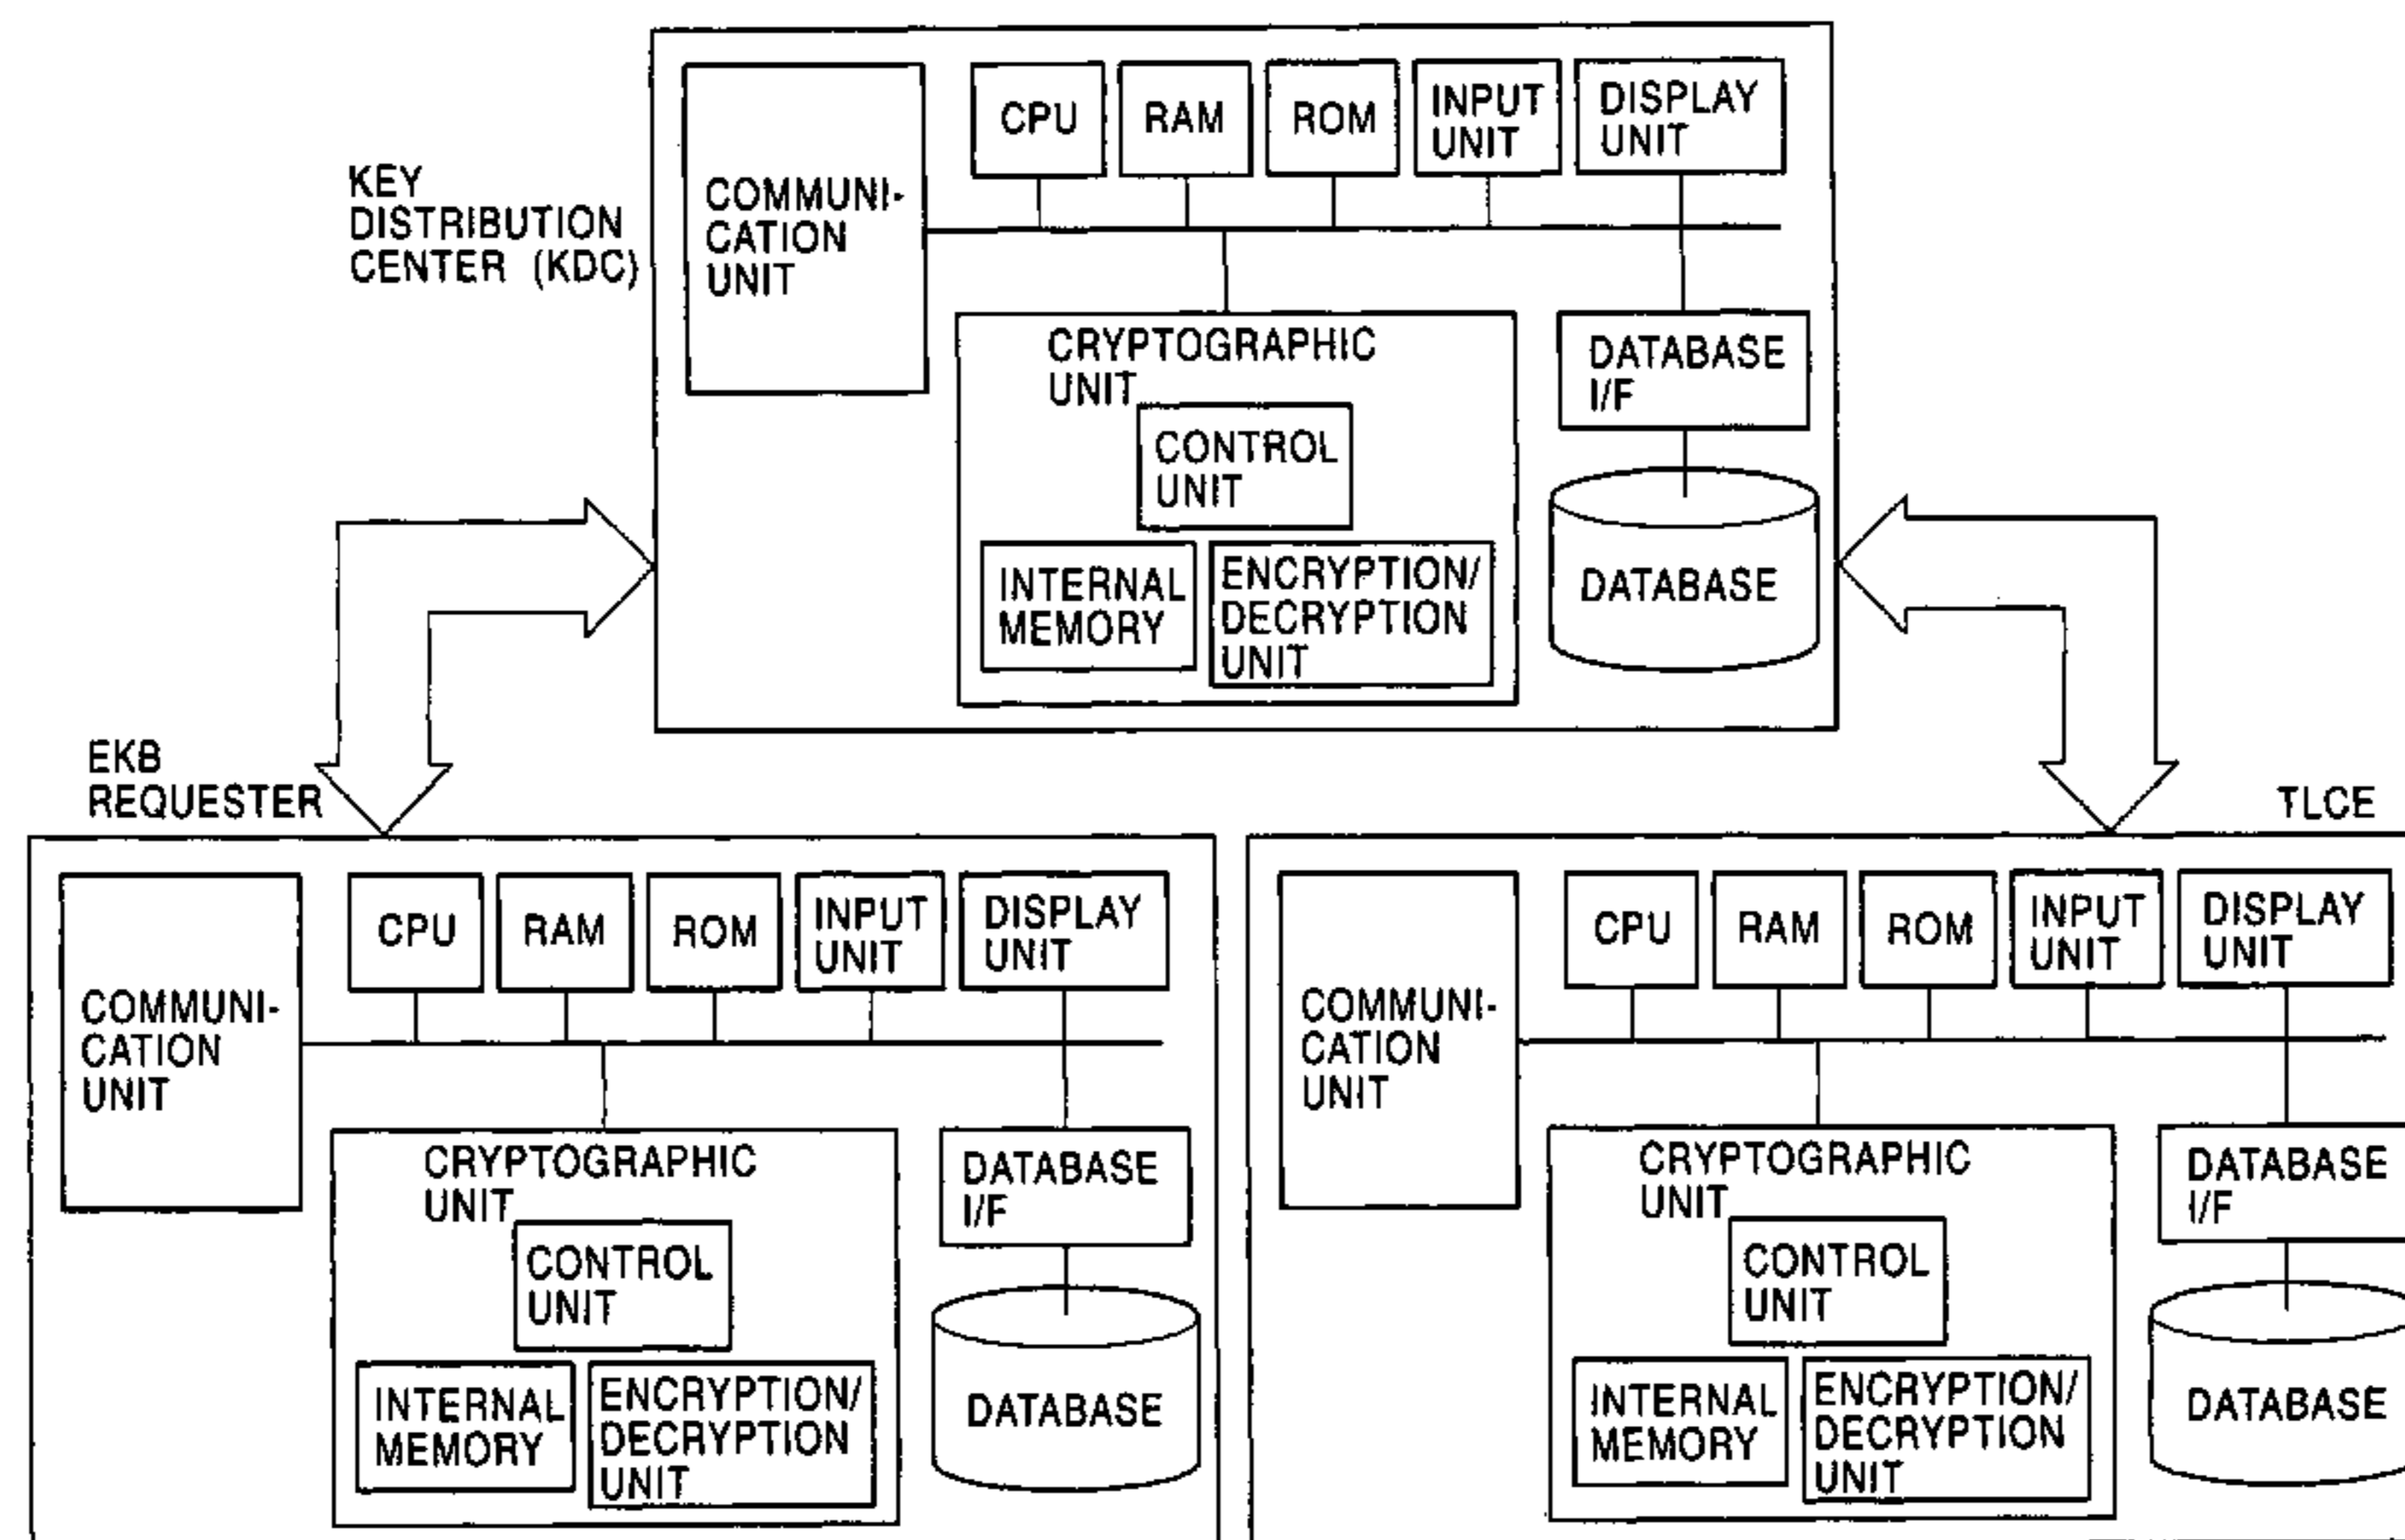 KEY
DISTRIBUTION
CENTER (KDC)
COMMUNI-
CATION
UNIT
CPU
RAM
ROM
INPUT
UNIT
DISPLAY
UNIT
CRYPTOGRAPHIC
UNIT
CONTROL
UNIT
INTERNAL
MEMORY
ENCRYPTION/
DECRYPTION
UNIT
DATABASE
I/F
DATABASE
EKB
REQUESTER
COMMUNI-
CATION
UNIT
CPU
RAM
ROM
INPUT
UNIT
DISPLAY
UNIT
CRYPTOGRAPHIC
UNIT
CONTROL
UNIT
INTERNAL
MEMORY
ENCRYPTION/
DECRYPTION
UNIT
DATABASE
I/F
DATABASE
TLCE
COMMUNI-
CATION
UNIT
CPU
RAM
ROM
INPUT
UNIT
DISPLAY
UNIT
CRYPTOGRAPHIC
UNIT
CONTROL
UNIT
INTERNAL
MEMORY
ENCRYPTION/
DECRYPTION
UNIT
DATABASE
I/F
DATABASE